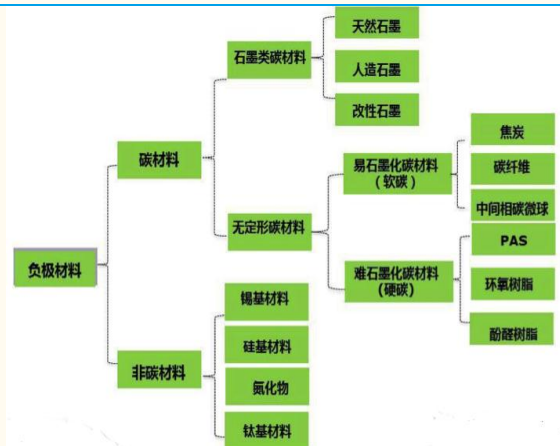 负极材料
碳材料
石墨类碳材料
天然石墨
人造石墨
改性石墨
无定形碳材料
易石墨化碳材料
（软碳）
焦炭
碳纤维
中间相碳微球
难石墨化碳材料
（硬碳）
PAS
环氧树脂
酚醛树脂
非碳材料
锡基材料
硅基材料
氮化物
钛基材料